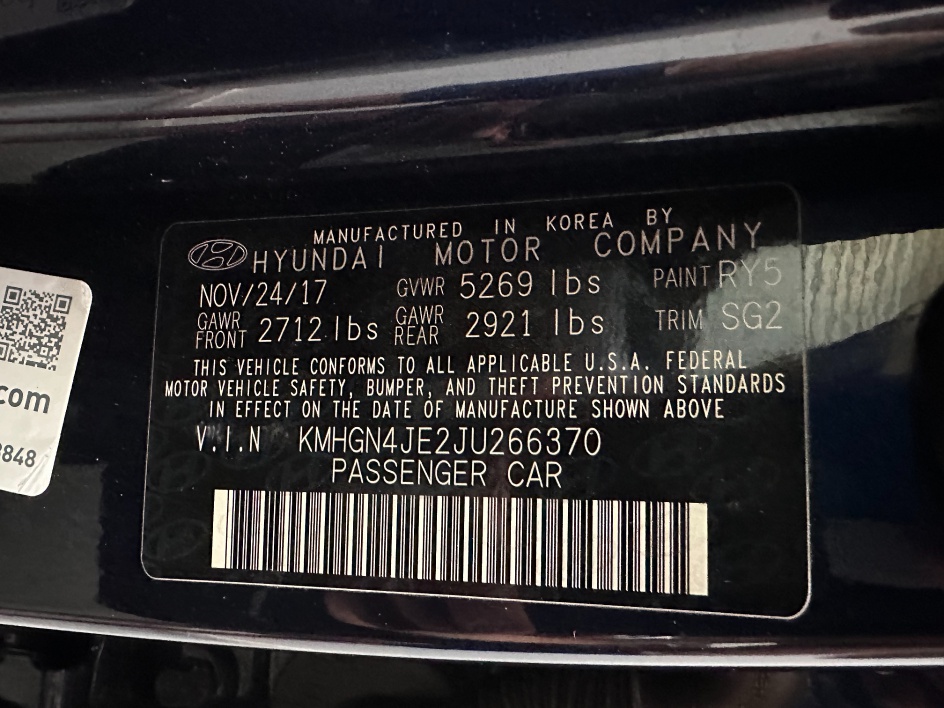 MANUFACTURED IN KOREA BY
HYUNDAI MOTOR COMPANY
NOV/24/17 GVWR 5269 lbs PAINT RY5
GAWR FRONT 2712 lbs GAWR REAR 2921 lbs TRIM SG2
THIS VEHICLE CONFORMS TO ALL APPLICABLE U.S.A. FEDERAL
MOTOR VEHICLE SAFETY, BUMPER, AND THEFT PREVENTION STANDARDS
IN EFFECT ON THE DATE OF MANUFACTURE SHOWN ABOVE
V.I.N KMHGN4JE2JU266370
PASSENGER CAR
com
8848